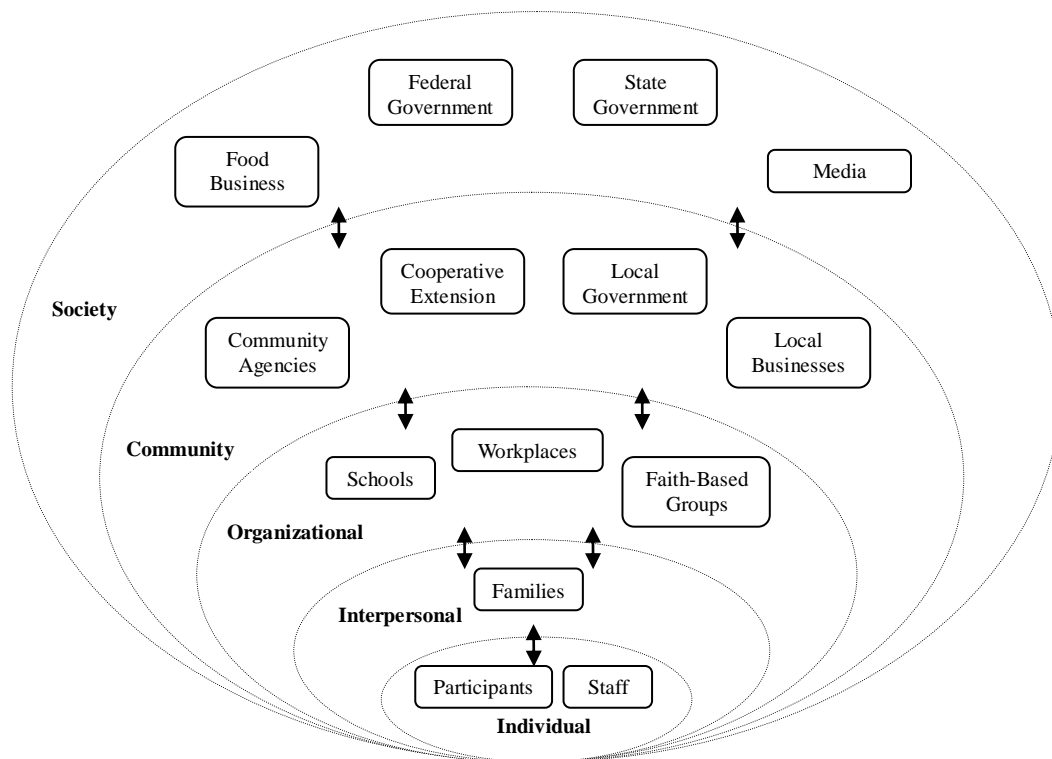 Federal
Government
State
Government
Food
Business
Media
Cooperative
Extension
Local
Government
Society
Community
Agencies
Local
Businesses
Community
Workplaces
Schools
Faith-Based
Groups
Organizational
Families
Interpersonal
Participants
Staff
Individual